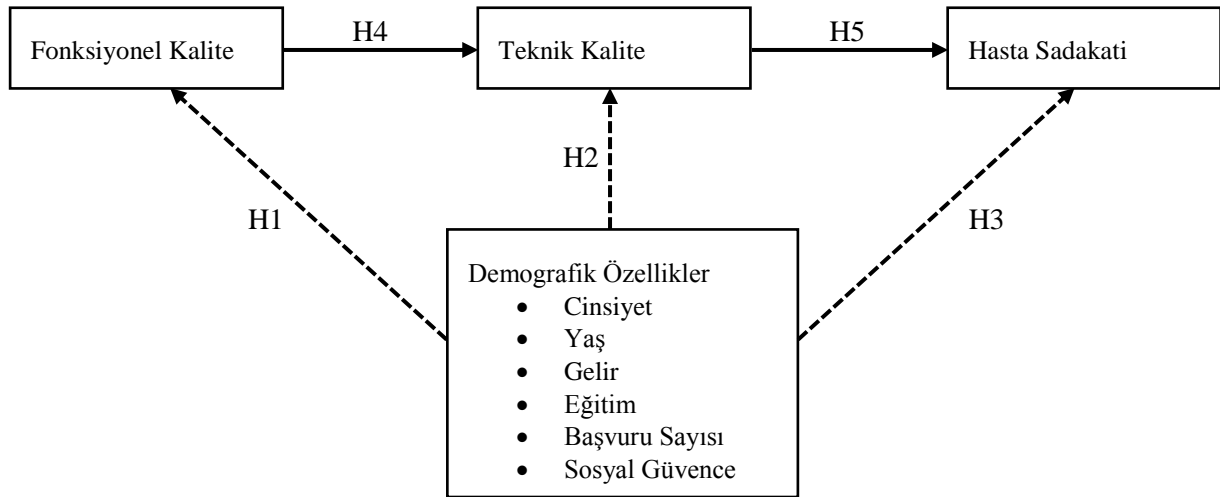 Fonksiyonel Kalite
H4
Teknik Kalite
H5
Hasta Sadakati
H1
H2
H3
Demografik Özellikler
• Cinsiyet
• Yaş
• Gelir
• Eğitim
• Başvuru Sayısı
• Sosyal Güvence